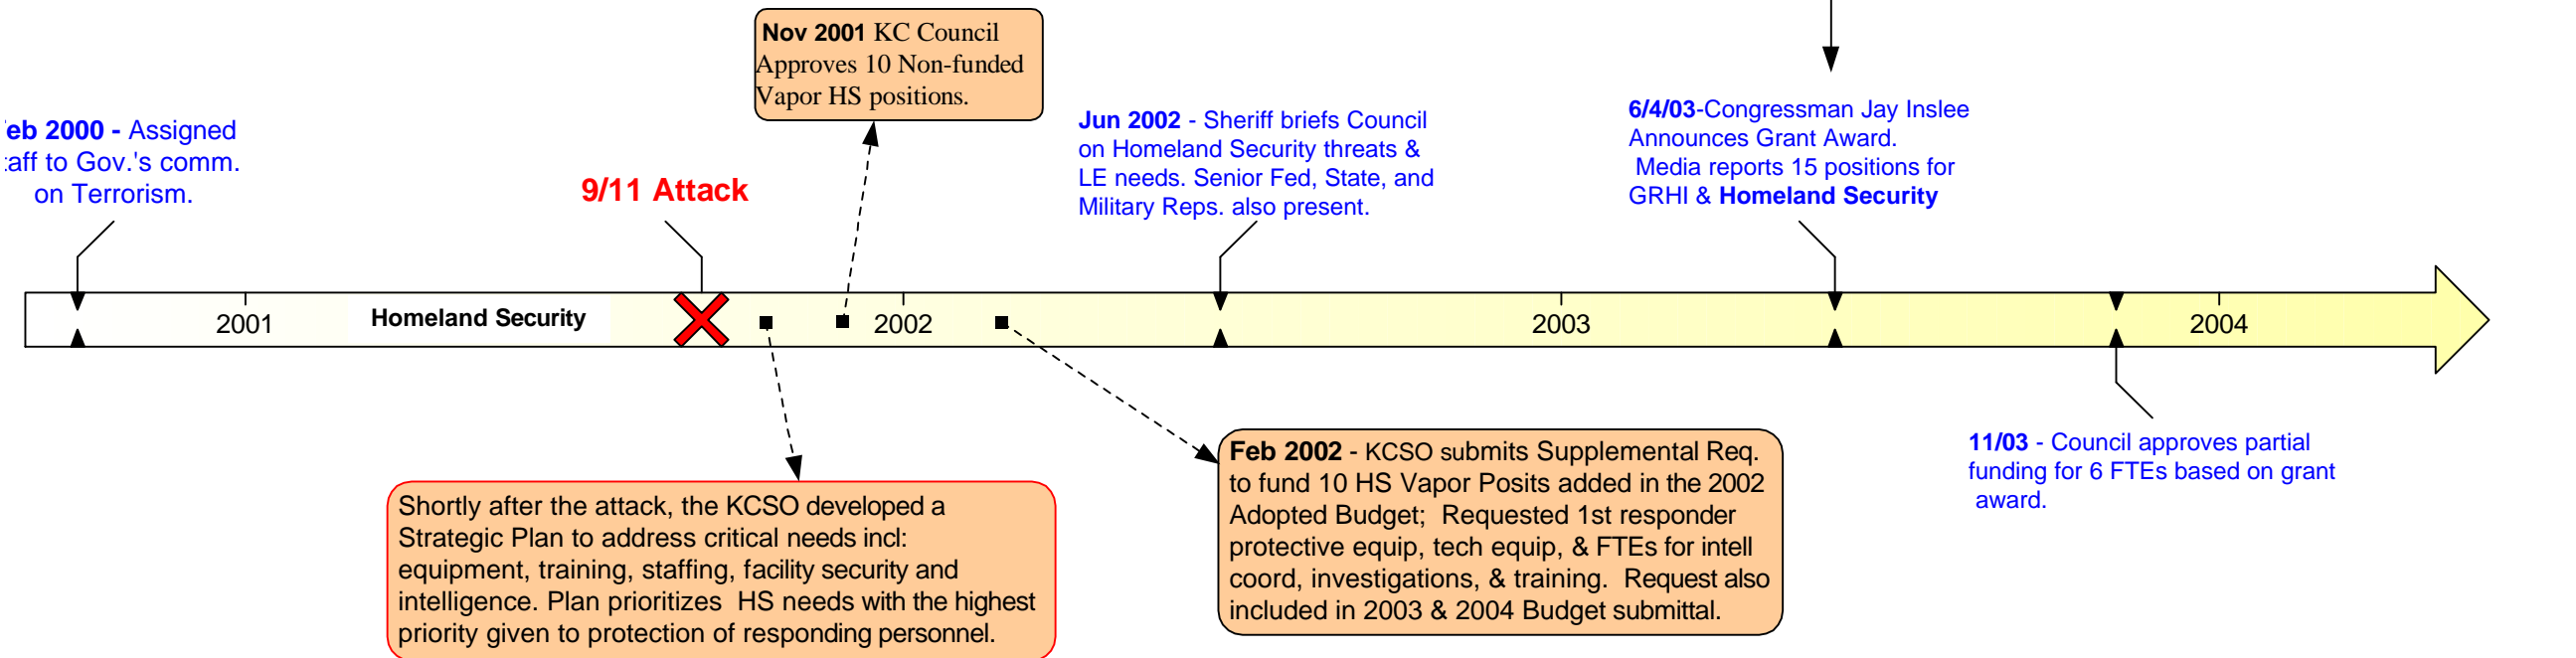 Nov 2001 KC Council
Approves 10 Non-funded
Vapor HS positions.
eb 2000 - Assigned
aff to Gov.'s comm.
on Terrorism.
9/11 Attack
Jun 2002 - Sheriff briefs Council
on Homeland Security threats &
LE needs. Senior Fed, State, and
Military Reps. also present.
6/4/03-Congressman Jay Inslee
Announces Grant Award.
Media reports 15 positions for
GRHI & Homeland Security
2001
Homeland Security
2002
2003
2004
Shortly after the attack, the KCSO developed a
Strategic Plan to address critical needs incl:
equipment, training, staffing, facility security and
intelligence. Plan prioritizes HS needs with the highest
priority given to protection of responding personnel.
Feb 2002 - KCSO submits Supplemental Req.
to fund 10 HS Vapor Posits added in the 2002
Adopted Budget; Requested 1st responder
protective equip, tech equip, & FTEs for intell
coord, investigations, & training. Request also
included in 2003 & 2004 Budget submittal.
11/03 - Council approves partial
funding for 6 FTEs based on grant
award.